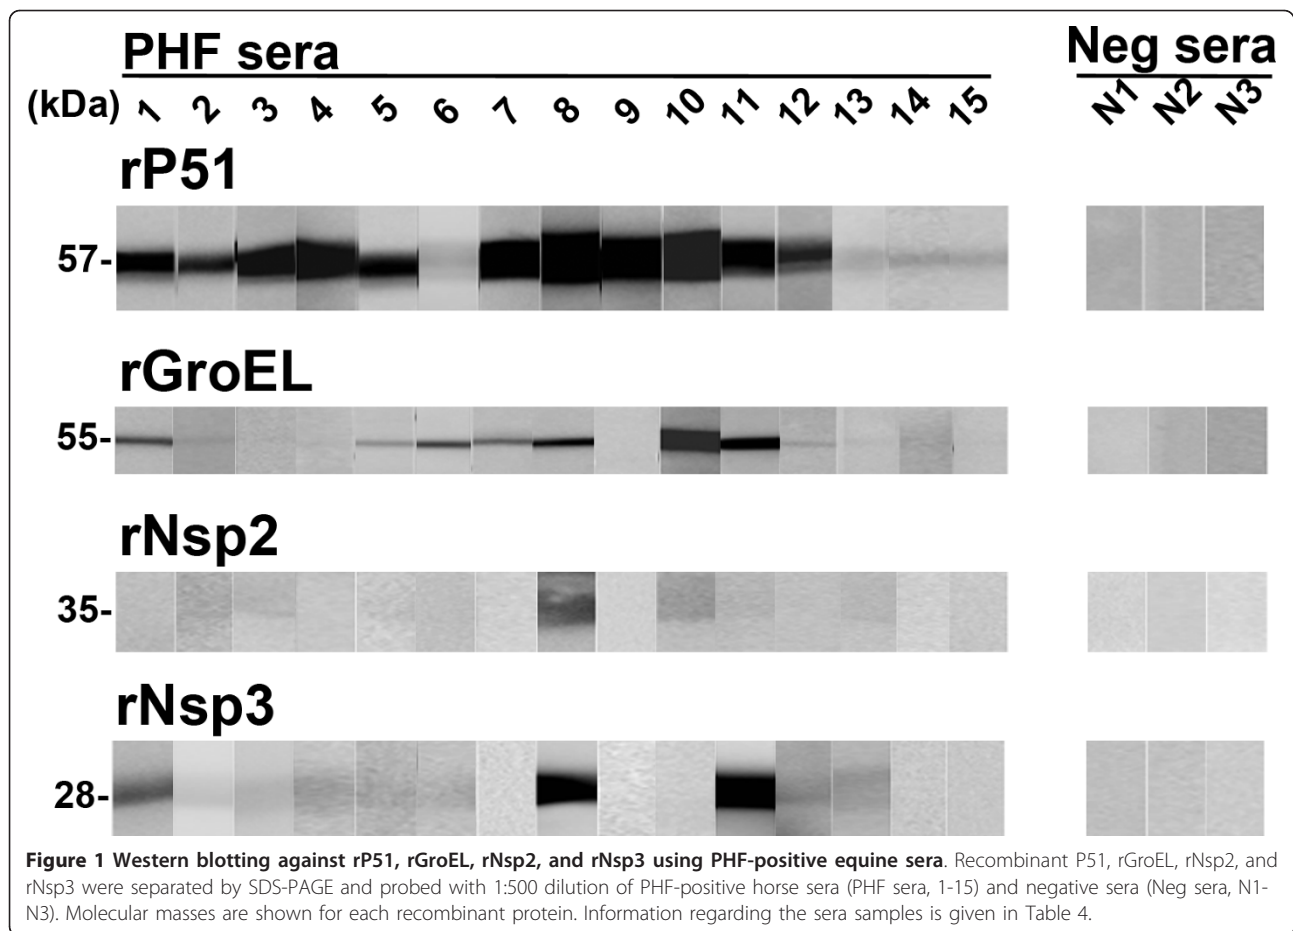 PHF sera Neg sera
(kDa) 1 2 3 4 5 6 7 8 9 10 11 12 13 14 15 N1 N2 N3
rP51
57-
rGroEL
55-
rNsp2
35-
rNsp3
28-
Figure 1 Western blotting against rP51, rGroEL, rNsp2, and rNsp3 using PHF-positive equine sera. Recombinant P51, rGroEL, rNsp2, and
rNsp3 were separated by SDS-PAGE and probed with 1:500 dilution of PHF-positive horse sera (PHF sera, 1-15) and negative sera (Neg sera, N1-
N3). Molecular masses are shown for each recombinant protein. Information regarding the sera samples is given in Table 4.